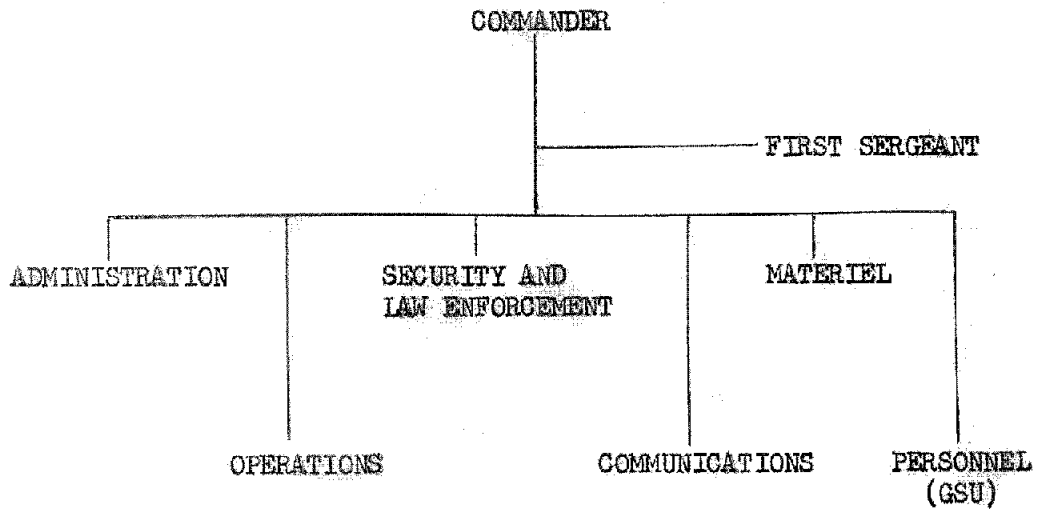 COMMANDER
FIRST SERGEANT
ADMINISTRATION
SECURITY AND
LAW ENFORCEMENT
MATERIEL
OPERATIONS
COMMUNICATIONS
PERSONNEL
(GSU)